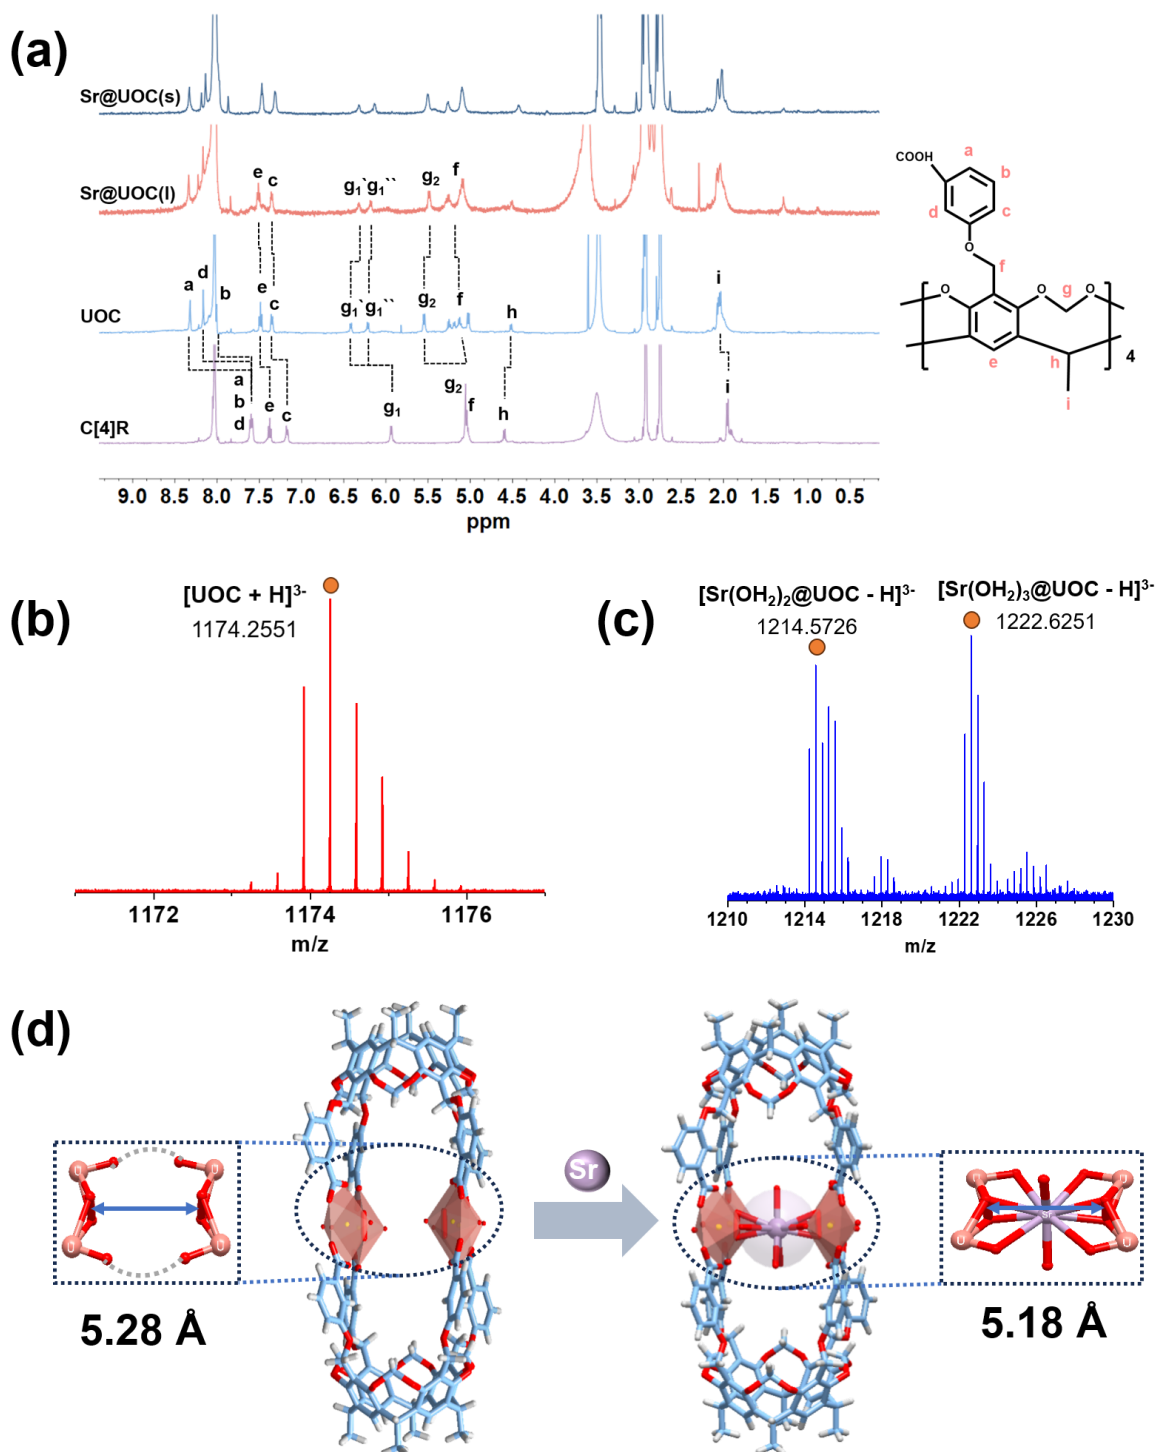 (a)
Sr@UOC(s)
Sr@UOC(l)
e c g₁` g₁`` g₂ f
UOC
a d b e c g₁` g₁`` g₂ f h i
C[4]R
a
b
d
e c g₁ g₂ f h i
9.0 8.5 8.0 7.5 7.0 6.5 6.0 5.5 5.0 4.5 4.0 3.5 3.0 2.5 2.0 1.5 1.0 0.5
ppm
COOH a
b
d c
O
f
O O g O
e h 4
i
(b)
[UOC + H]³⁻
1174.2551
1172 1174 1176
m/z
(c)
[Sr(OH₂)₂@UOC - H]³⁻
1214.5726
[Sr(OH₂)₃@UOC - H]³⁻
1222.6251
1210 1214 1218 1222 1226 1230
m/z
(d)
U U
U U
5.28 Å
Sr
U U
Sr
U U
5.18 Å